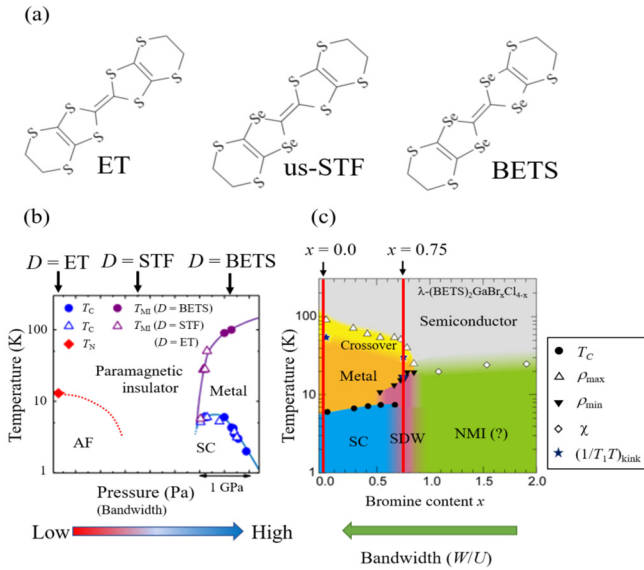 (a)
S S S S S S S S
ET
S S S S Se Se S S
us-STF
S S Se Se Se Se S S
BETS
(b)
D = ET D = STF D = BETS
T_C T_MI (D = BETS)
T_C T_MI (D = STF)
T_N (D = ET)
Temperature (K)
100
10
1
Paramagnetic
insulator
Metal
AF
SC
Pressure (Pa)
(Bandwidth)
1 GPa
Low High
(c)
x = 0.0 x = 0.75
λ-(BETS)₂GaBrₓCl₄₋ₓ
Semiconductor
Crossover
Metal
SC
SDW
NMI (?)
Temperature (K)
1000
100
10
1
0.0 0.5 1.0 1.5 2.0
Bromine content x
Bandwidth (W/U)
T_C
ρ_max
ρ_min
χ
(1/T₁T)_kink